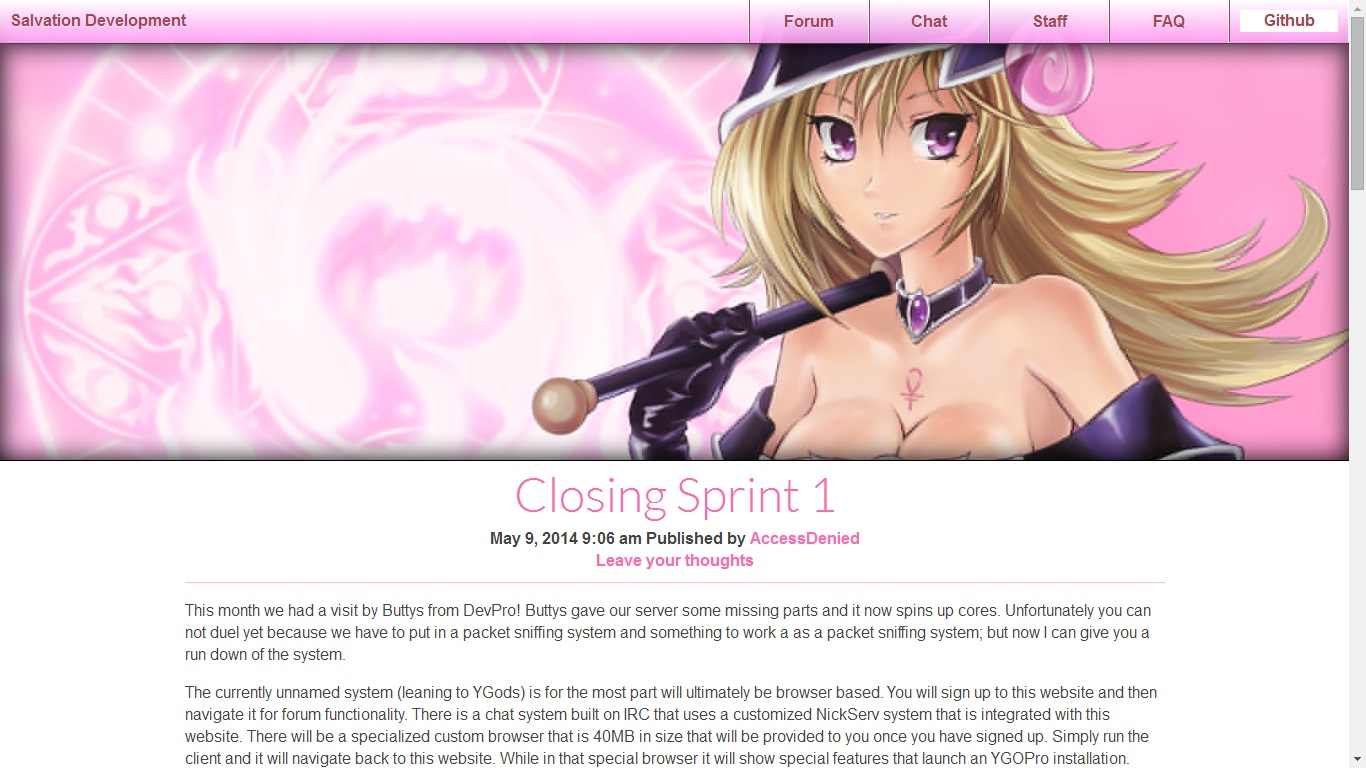 Salvation Development
Forum
Chat
Staff
FAQ
Github
Closing Sprint 1
May 9, 2014 9:06 am Published by AccessDenied
Leave your thoughts
This month we had a visit by Buttys from DevPro! Buttys gave our server some missing parts and it now spins up cores. Unfortunately you can
not duel yet because we have to put in a packet sniffing system and something to work a as a packet sniffing system; but now I can give you a
run down of the system.
The currently unnamed system (leaning to YGods) is for the most part will ultimately be browser based. You will sign up to this website and then
navigate it for forum functionality. There is a chat system built on IRC that uses a customized NickServ system that is integrated with this
website. There will be a specialized custom browser that is 40MB in size that will be provided to you once you have signed up. Simply run the
client and it will navigate back to this website. While in that special browser it will show special features that launch an YGOPro installation.